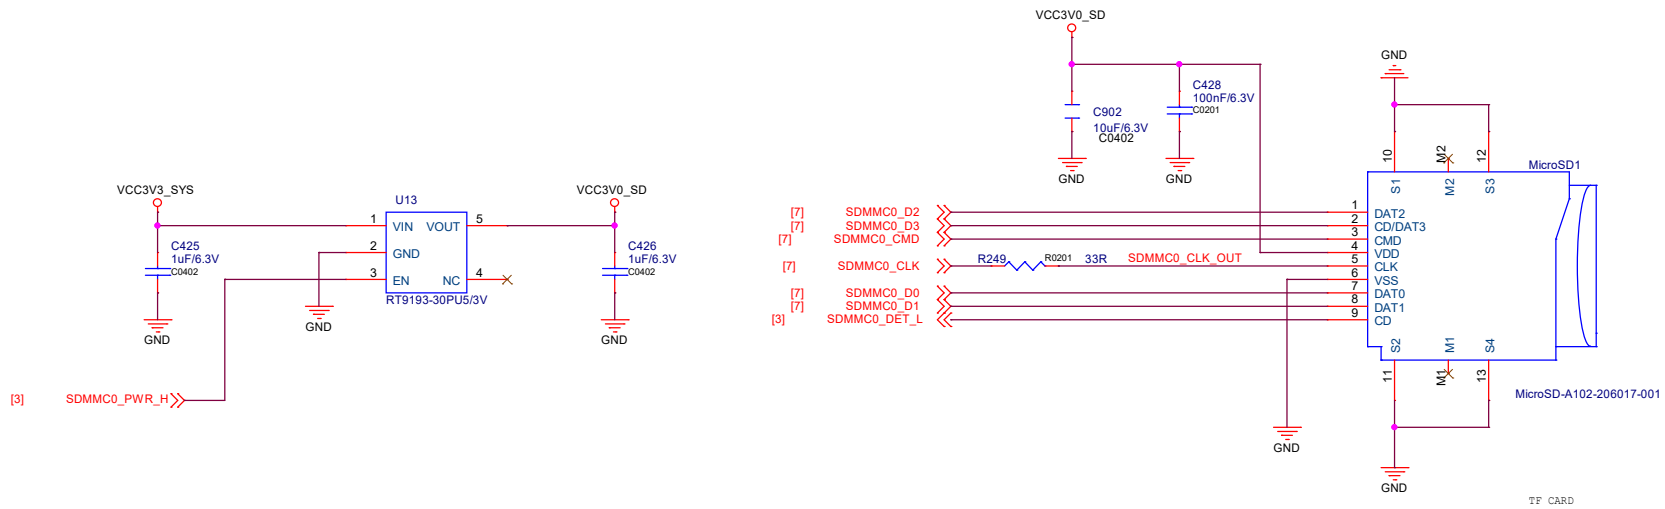 VCC3V3_SYS
C425
1uF/6.3V
C0402
GND
U13
1 VIN VOUT 5
2 GND
3 EN NC 4
RT9193-30PU5/3V
GND
VCC3V0_SD
C426
1uF/6.3V
C0402
GND
[3] SDMMC0_PWR_H
VCC3V0_SD
C902
10uF/6.3V
C0402
GND
C428
100nF/6.3V
C0201
GND
GND
10 M2 12
S1 M2 S3
MicroSD1
[7] SDMMC0_D2 1 DAT2
[7] SDMMC0_D3 2 CD/DAT3
[7] SDMMC0_CMD 3 CMD
4 VDD
[7] SDMMC0_CLK R249 R0201 33R SDMMC0_CLK_OUT 5 CLK
6 VSS
[7] SDMMC0_D0 7 DAT0
[7] SDMMC0_D1 8 DAT1
[3] SDMMC0_DET_L 9 CD
S2 M1 S4
11 M1 13
MicroSD-A102-206017-001
GND
GND
TF CARD